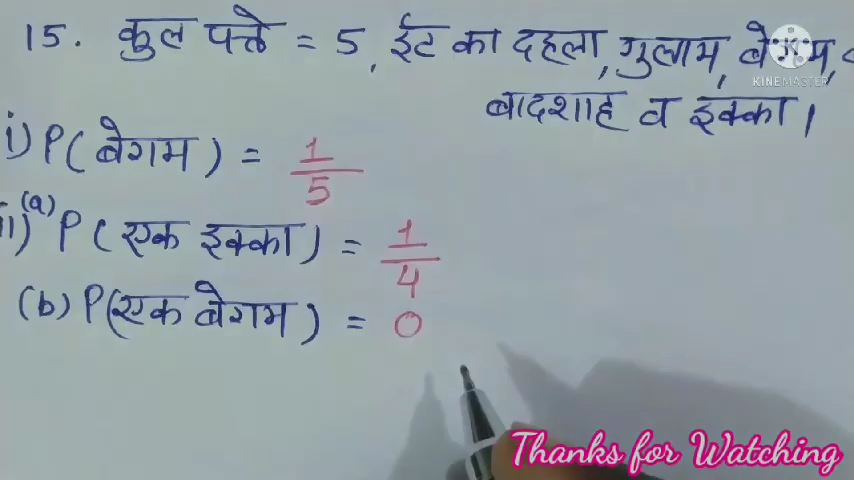 15. कुल पत्ते = 5, ईंट का दहला, गुलाम,
KINEMASTER
बादशाह व इक्का।
i) P(बेगम) = 1/5
ii) (a) P(एक इक्का) = 1/4
(b) P(एक बेगम) = 0
Thanks for Watching